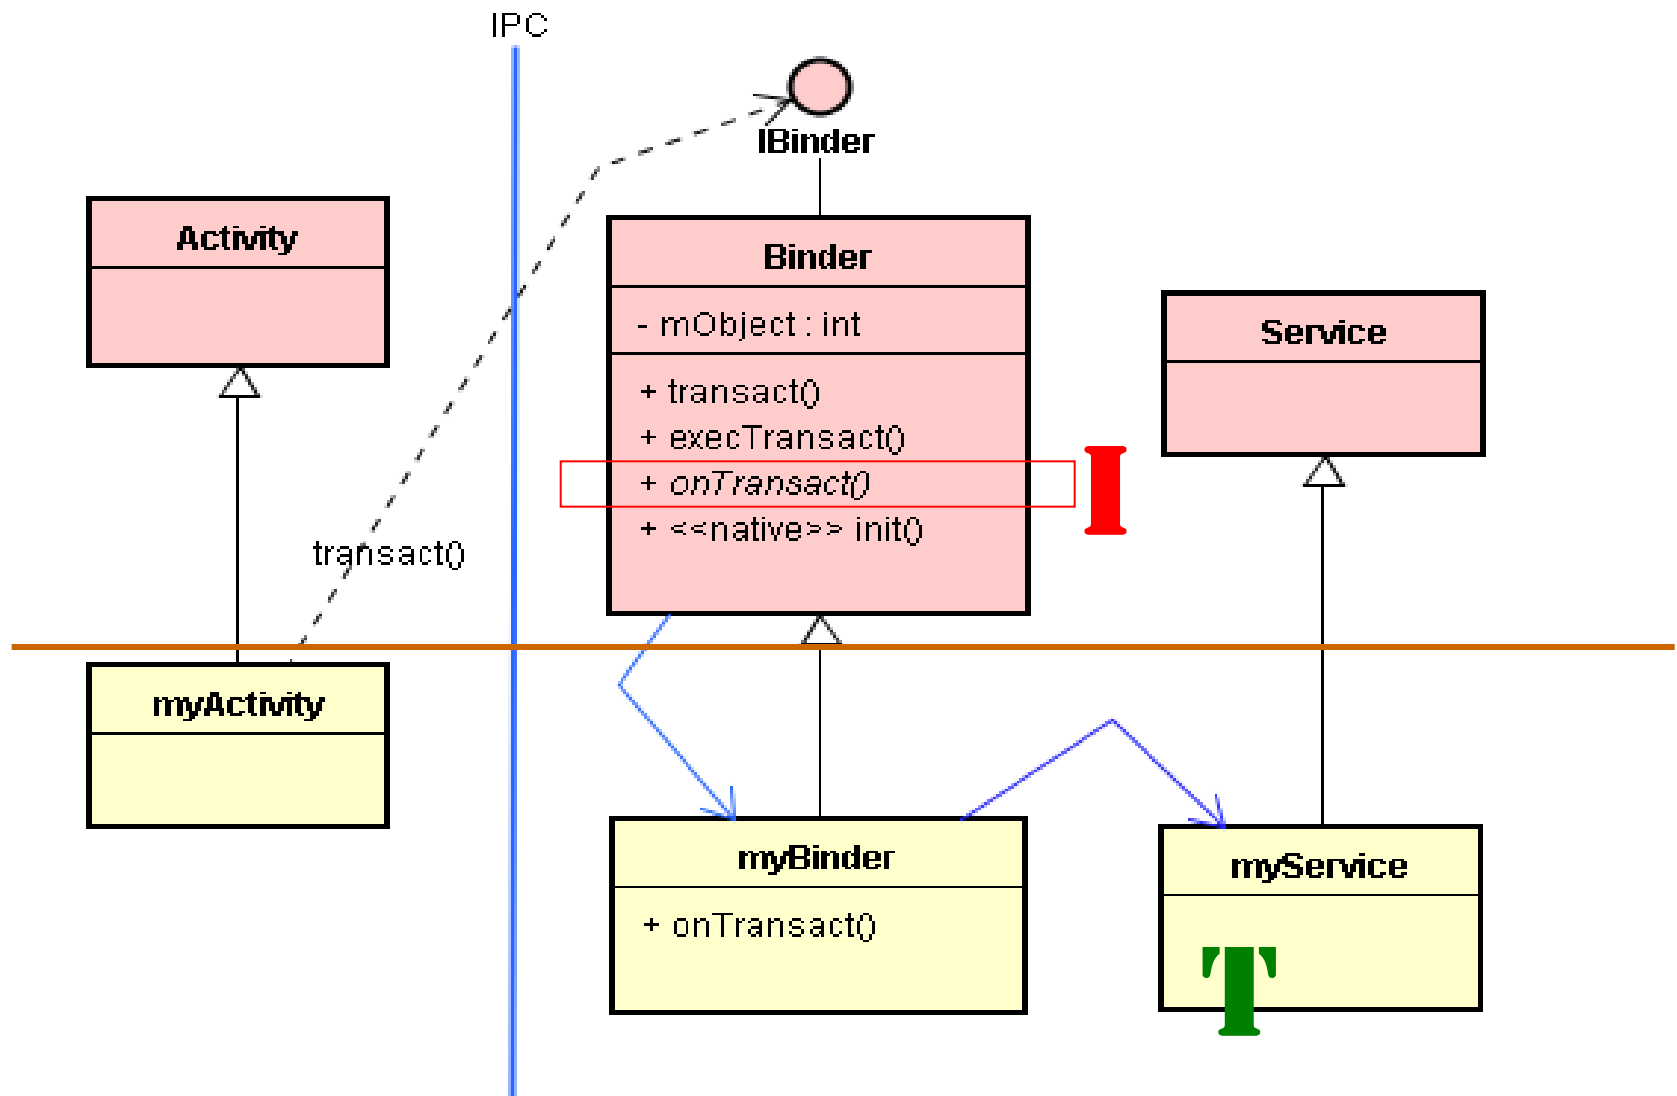 IPC
IBinder
Activity
Binder
- mObject : int
+ transact()
+ execTransact()
+ onTransact()
+ <<native>> init()
I
Service
transact()
myActivity
myBinder
+ onTransact()
myService
T